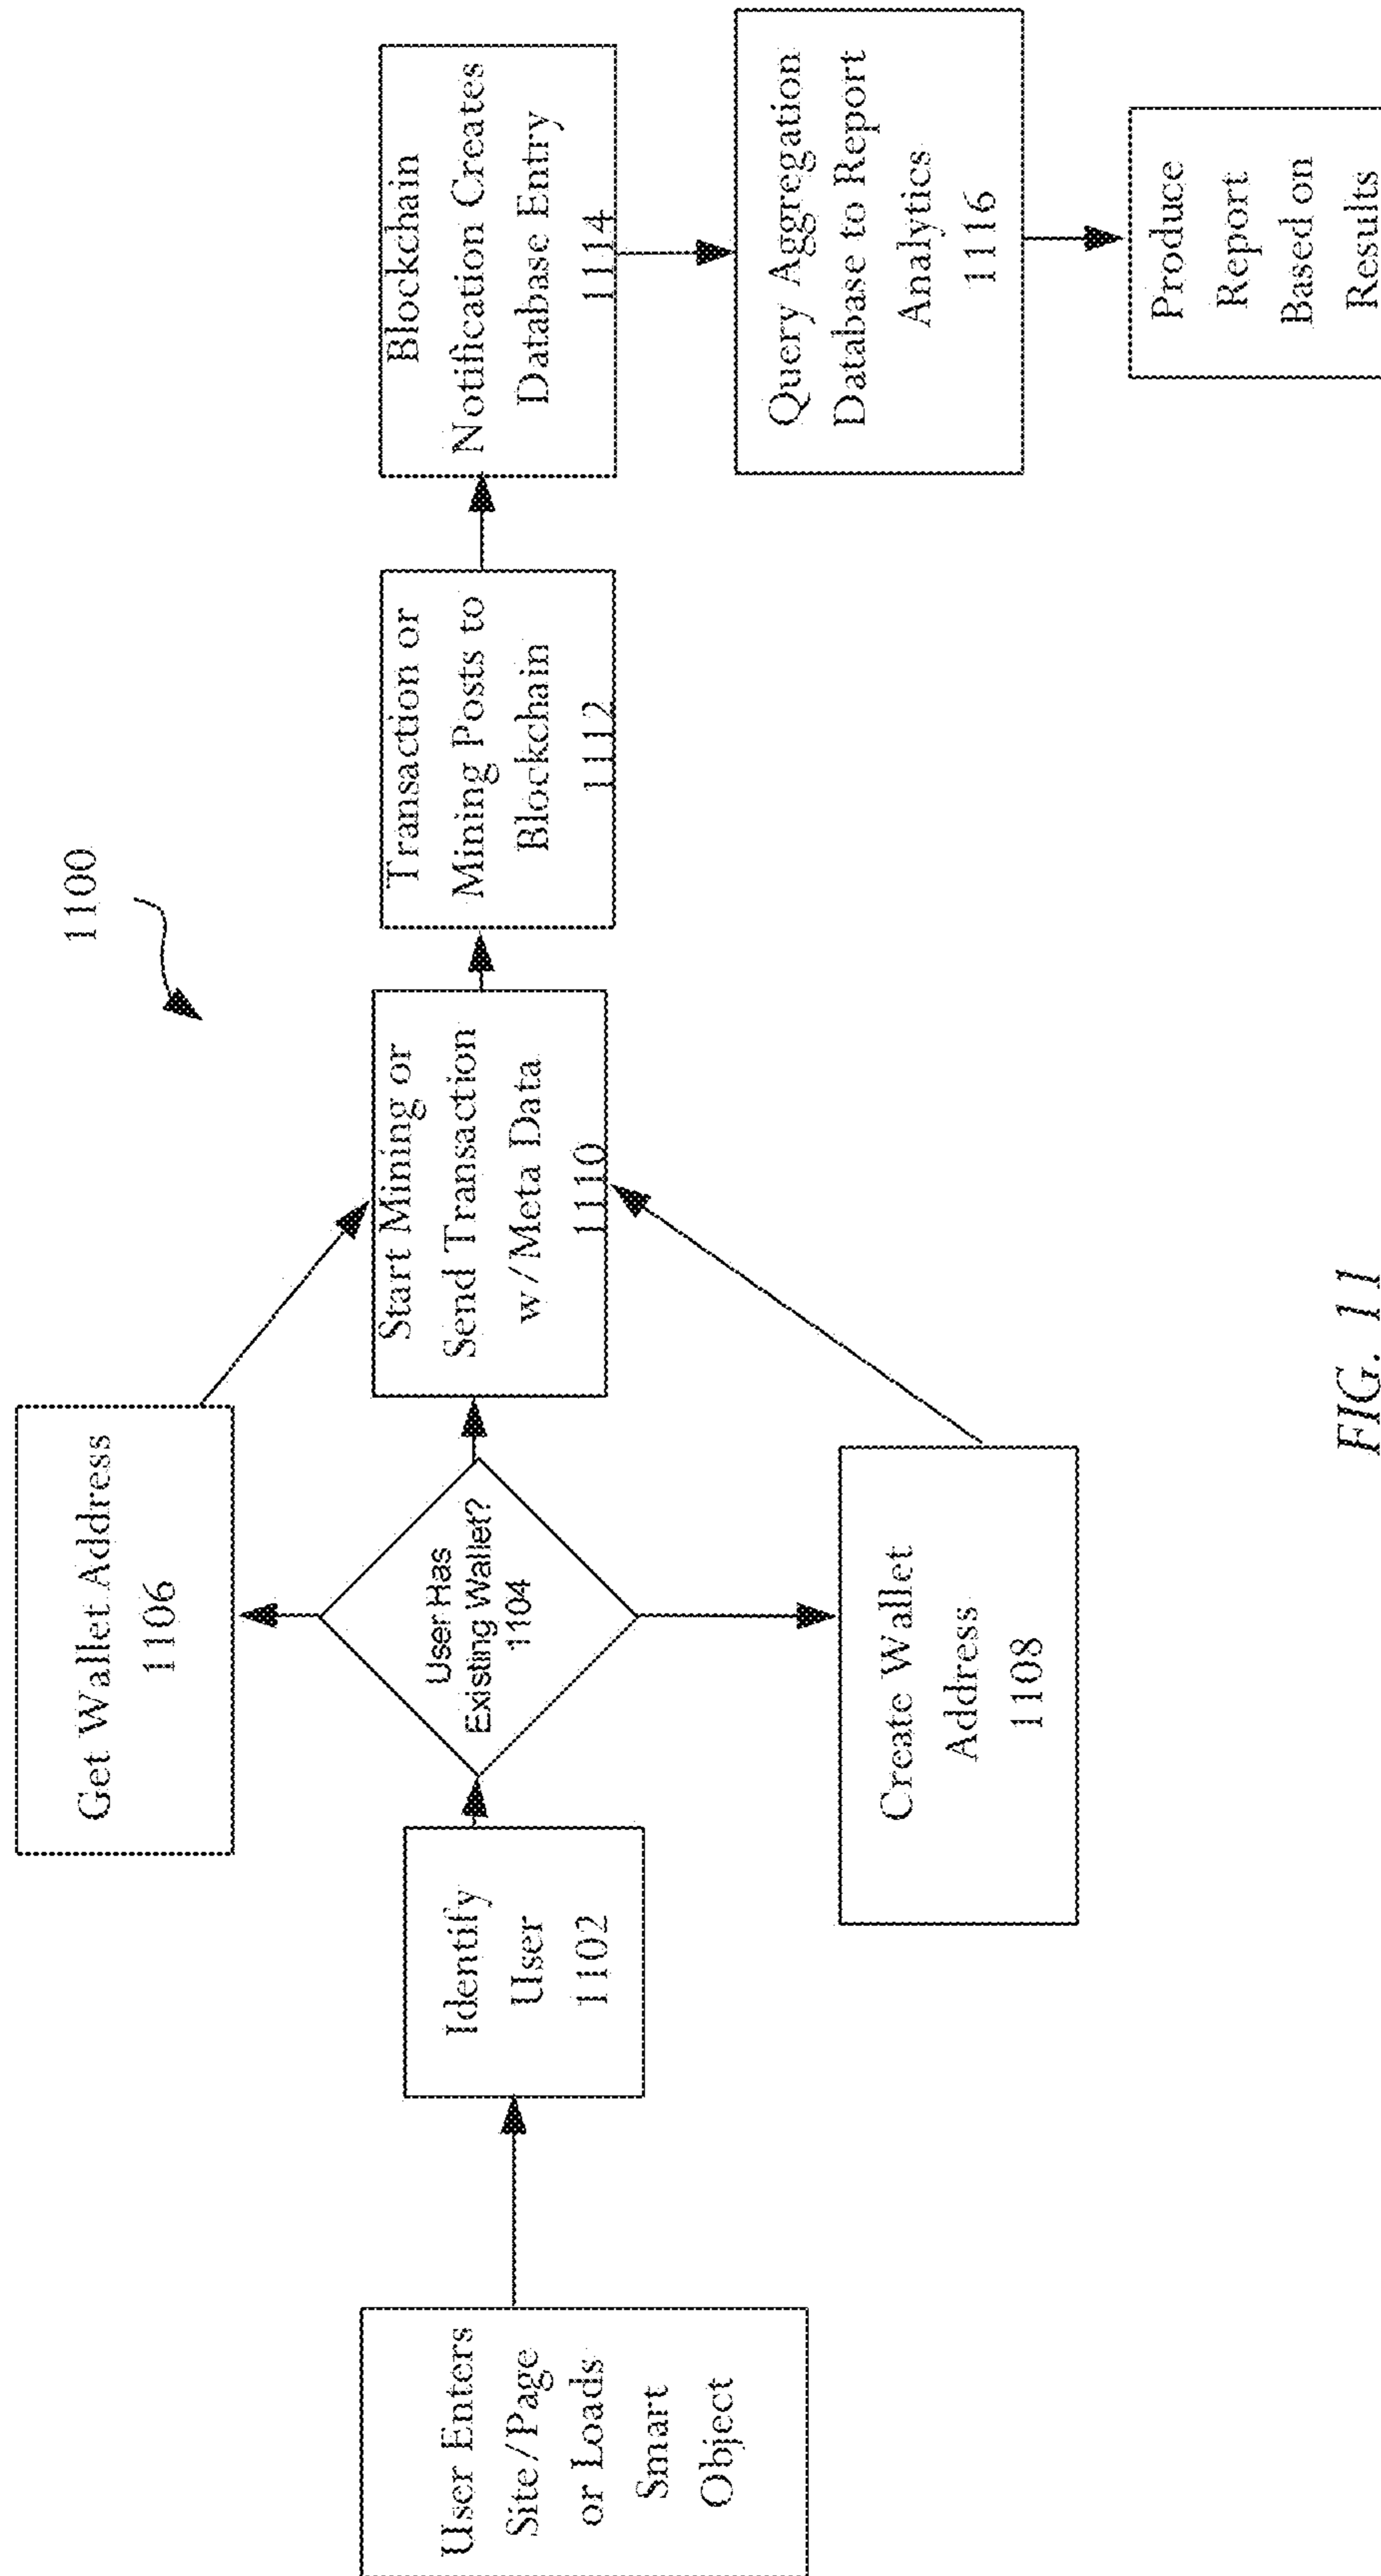 1100
User Enters
Site/Page
or Loads
Smart
Object
Identify
User
1102
User Has
Existing Wallet?
1104
Get Wallet Address
1106
Create Wallet
Address
1108
Start Mining or
Send Transaction
w/Meta Data
1110
Transaction or
Mining Posts to
Blockchain
1112
Blockchain
Notification Creates
Database Entry
1114
Query Aggregation
Database to Report
Analytics
1116
Produce
Report
Based on
Results
FIG. 11